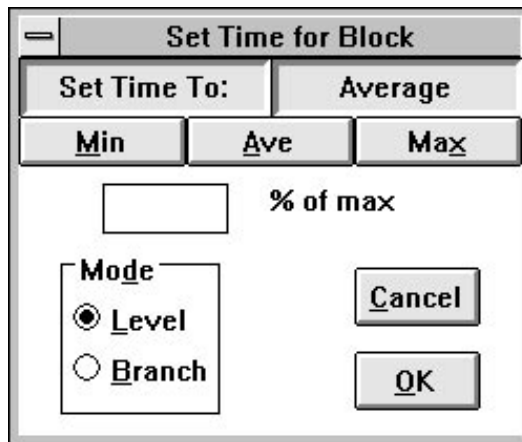 Set Time for Block
Set Time To: Average
Min Ave Max
% of max
Mode
Level
Branch
Cancel
OK